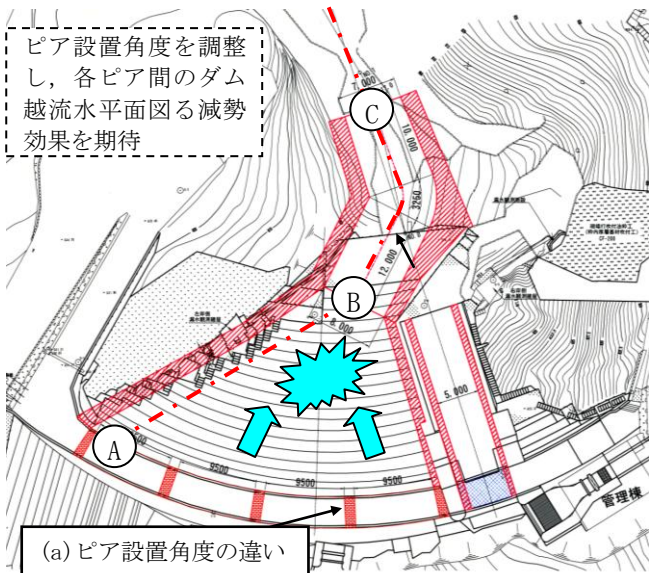 ピア設置角度を調整
し，各ピア間のダム
越流水平面図る減勢
効果を期待
7.000
C
10.000
3250
12.000
B
8.000
A
5.000
9500
9500
9500
管理棟
(a)ピア設置角度の違い